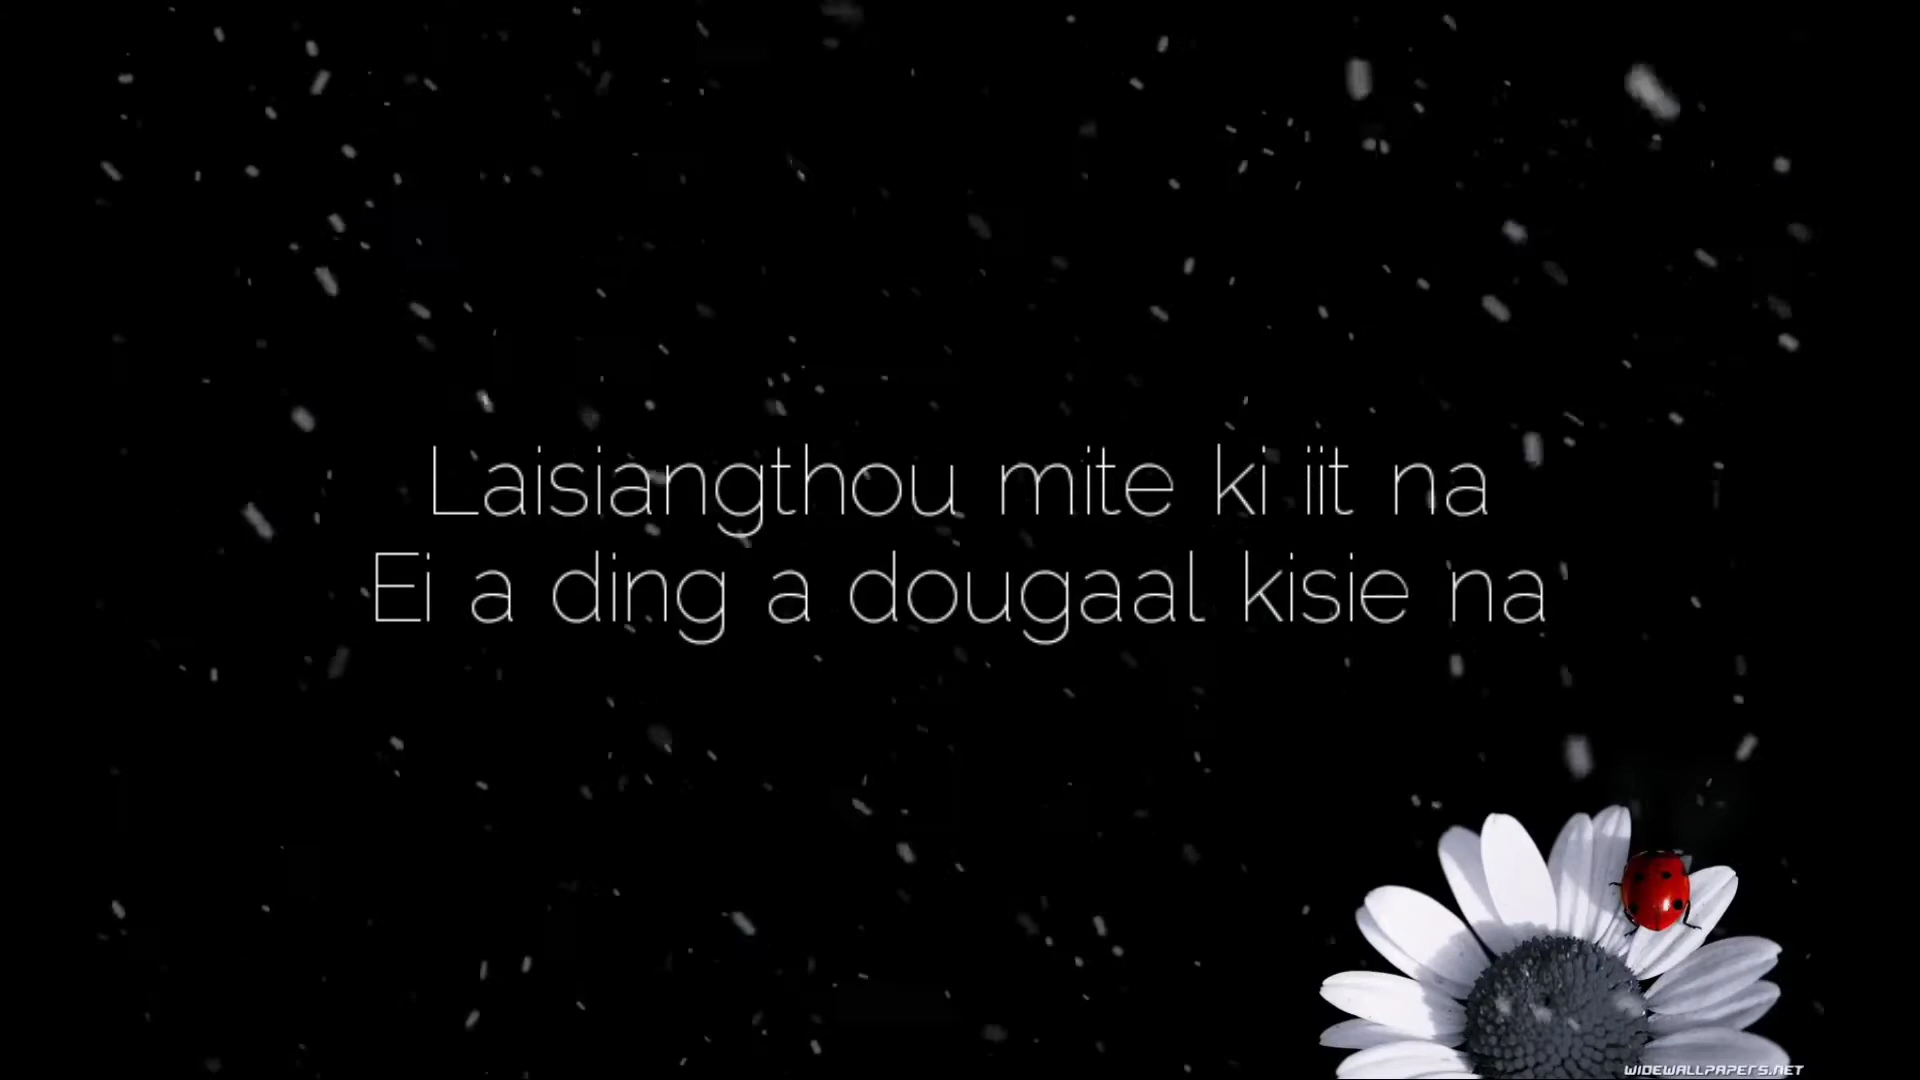 Laisiangthou mite ki iit na
Ei a ding a dougaal kisie na
WIDEWALLPAPERS.NET